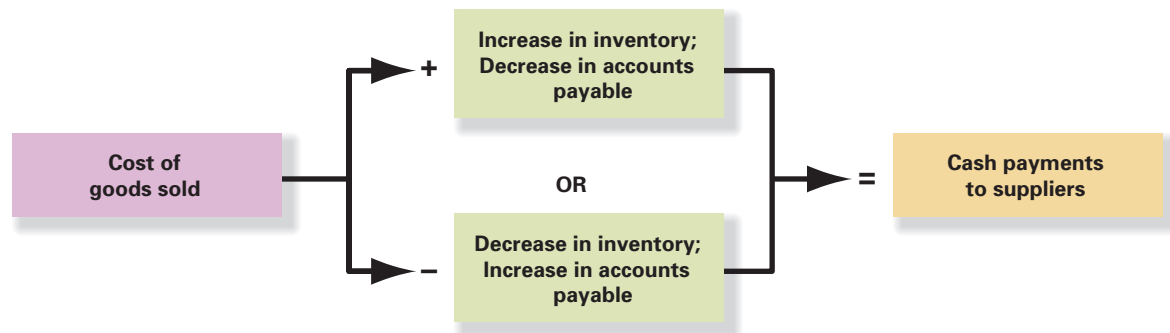 Cost of
goods sold
+
Increase in inventory;
Decrease in accounts
payable
OR
–
Decrease in inventory;
Increase in accounts
payable
=
Cash payments
to suppliers